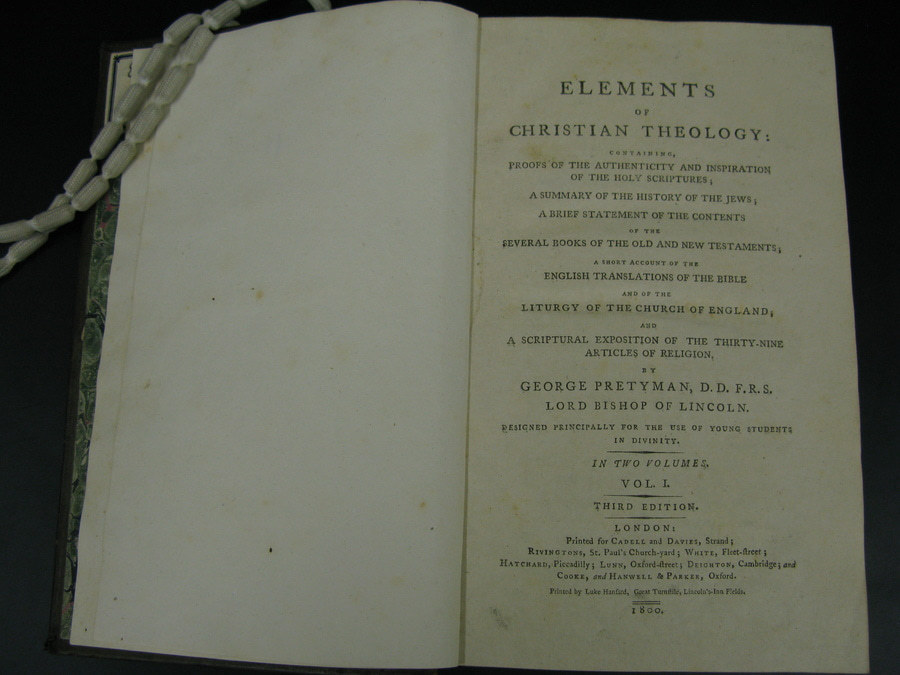 ELEMENTS
OF
CHRISTIAN THEOLOGY:
CONTAINING,
PROOFS OF THE AUTHENTICITY AND INSPIRATION
OF THE HOLY SCRIPTURES;
A SUMMARY OF THE HISTORY OF THE JEWS;
A BRIEF STATEMENT OF THE CONTENTS
OF THE
SEVERAL BOOKS OF THE OLD AND NEW TESTAMENTS;
A SHORT ACCOUNT OF THE
ENGLISH TRANSLATIONS OF THE BIBLE
AND OF THE
LITURGY OF THE CHURCH OF ENGLAND;
AND
A SCRIPTURAL EXPOSITION OF THE THIRTY-NINE
ARTICLES OF RELIGION,
BY
GEORGE PRETYMAN, D.D. F.R.S.
LORD BISHOP OF LINCOLN.
DESIGNED PRINCIPALLY FOR THE USE OF YOUNG STUDENTS
IN DIVINITY.
IN TWO VOLUMES.
VOL. I.
THIRD EDITION.
LONDON:
Printed for CADELL and DAVIES, Strand;
RIVINGTONS, St. Paul's Church-yard; WHITE, Fleet-street;
HATCHARD, Piccadilly; LUNN, Oxford-street; DEIGHTON, Cambridge; and
COOKE, and HANWELL & PARKER, Oxford.
Printed by Luke Hansard, Great Turnstile, Lincoln's-Inn Fields.
1800.